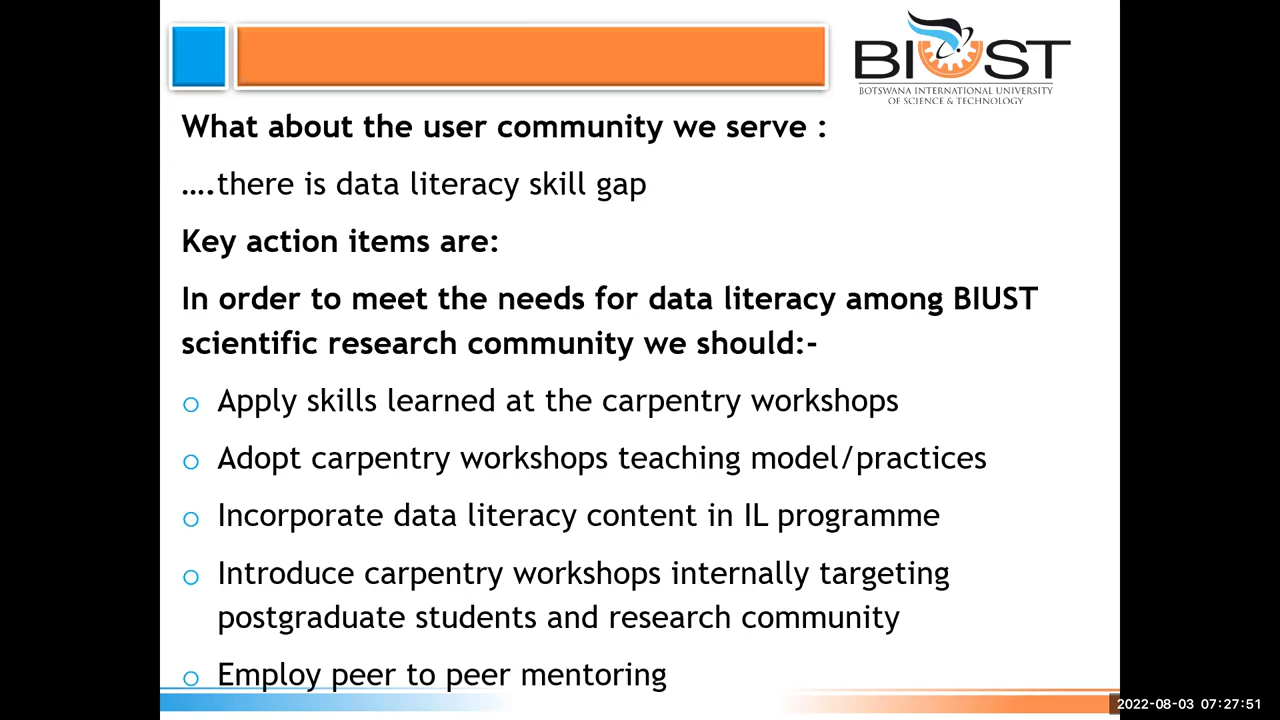 BIUST
BOTSWANA INTERNATIONAL UNIVERSITY
OF SCIENCE & TECHNOLOGY
What about the user community we serve :
....there is data literacy skill gap
Key action items are:
In order to meet the needs for data literacy among BIUST
scientific research community we should:-
o Apply skills learned at the carpentry workshops
o Adopt carpentry workshops teaching model/practices
o Incorporate data literacy content in IL programme
o Introduce carpentry workshops internally targeting
postgraduate students and research community
o Employ peer to peer mentoring
2022-08-03 07:27:51